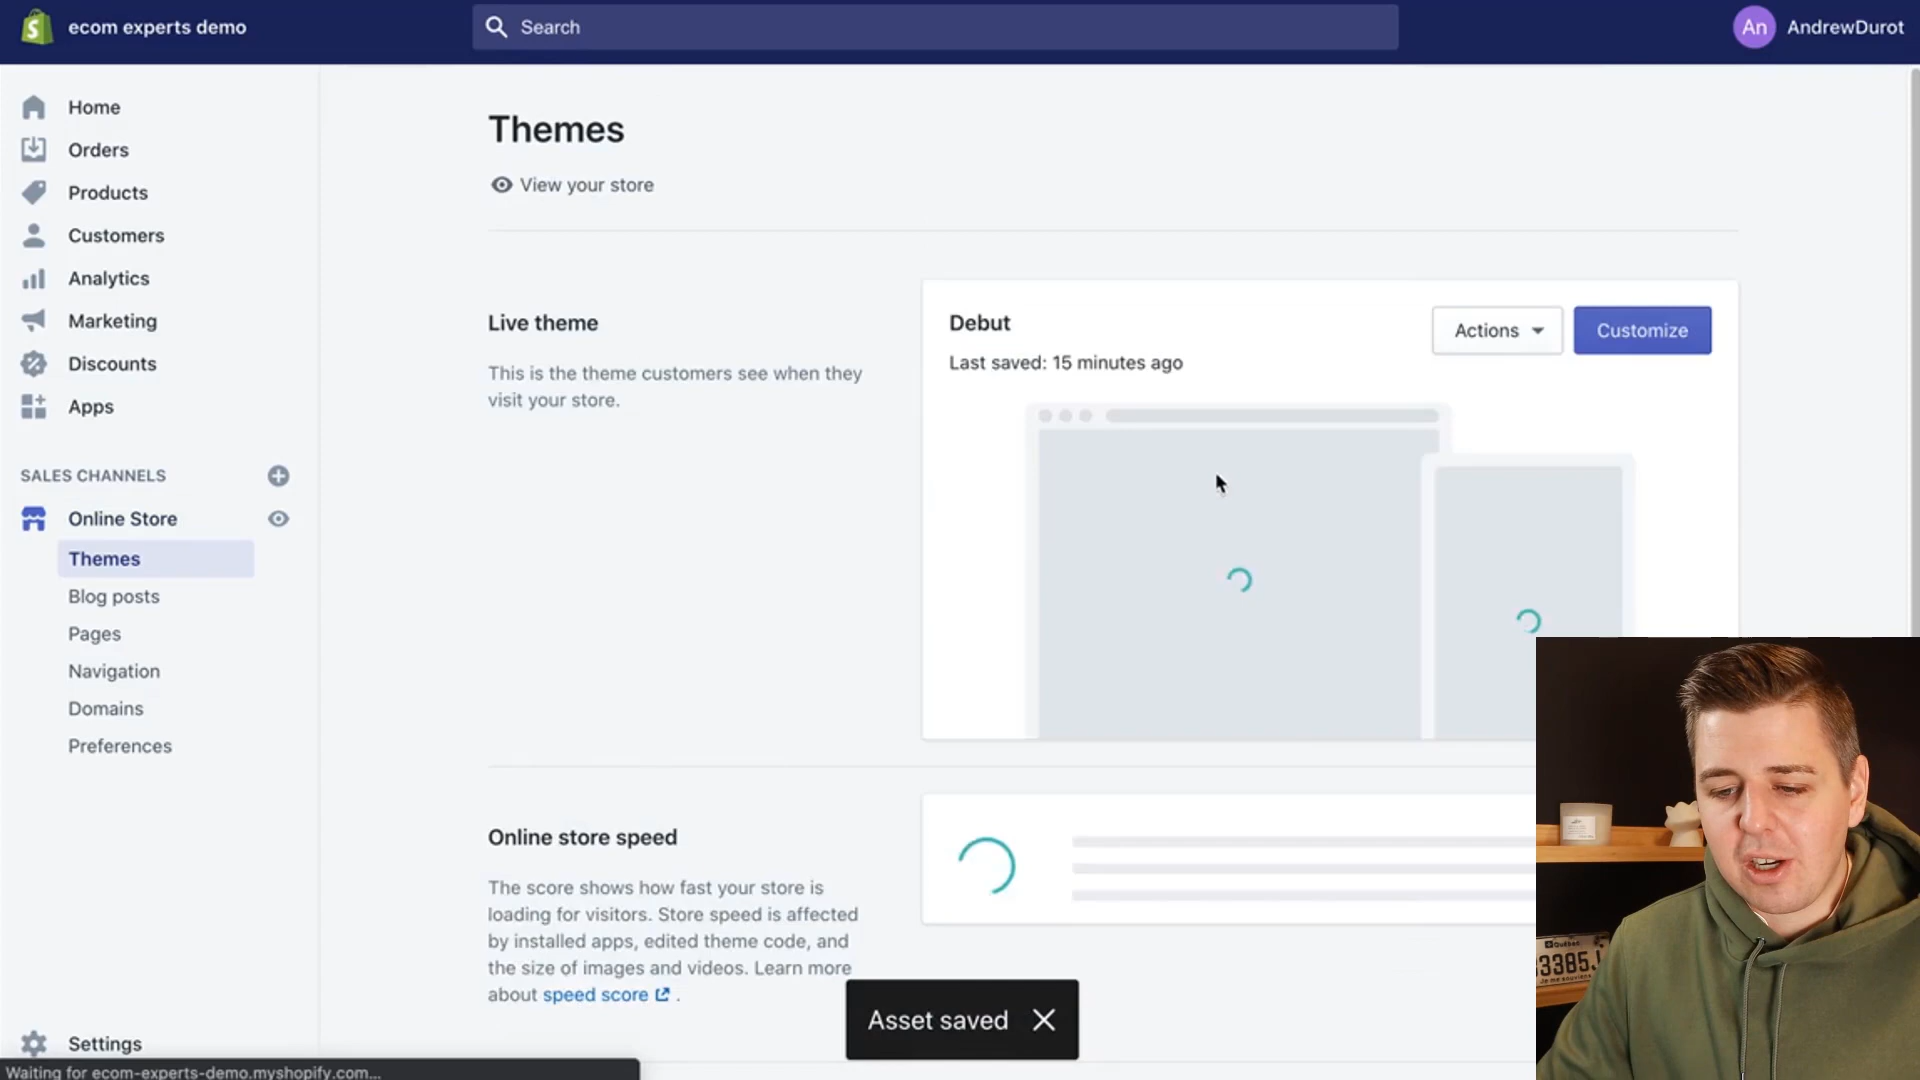 ecom experts demo
Search
An
AndrewDurot
Home
Orders
Products
Customers
Analytics
Marketing
Discounts
Apps
SALES CHANNELS
Online Store
Themes
Blog posts
Pages
Navigation
Domains
Preferences
Settings
Waiting for ecom-experts-demo.myshopify.com...
Themes
View your store
Live theme
This is the theme customers see when they
visit your store.
Debut
Last saved: 15 minutes ago
Actions
Customize
Online store speed
The score shows how fast your store is
loading for visitors. Store speed is affected
by installed apps, edited theme code, and
the size of images and videos. Learn more
about speed score .
Asset saved
Québec
3385J
Je me souviens